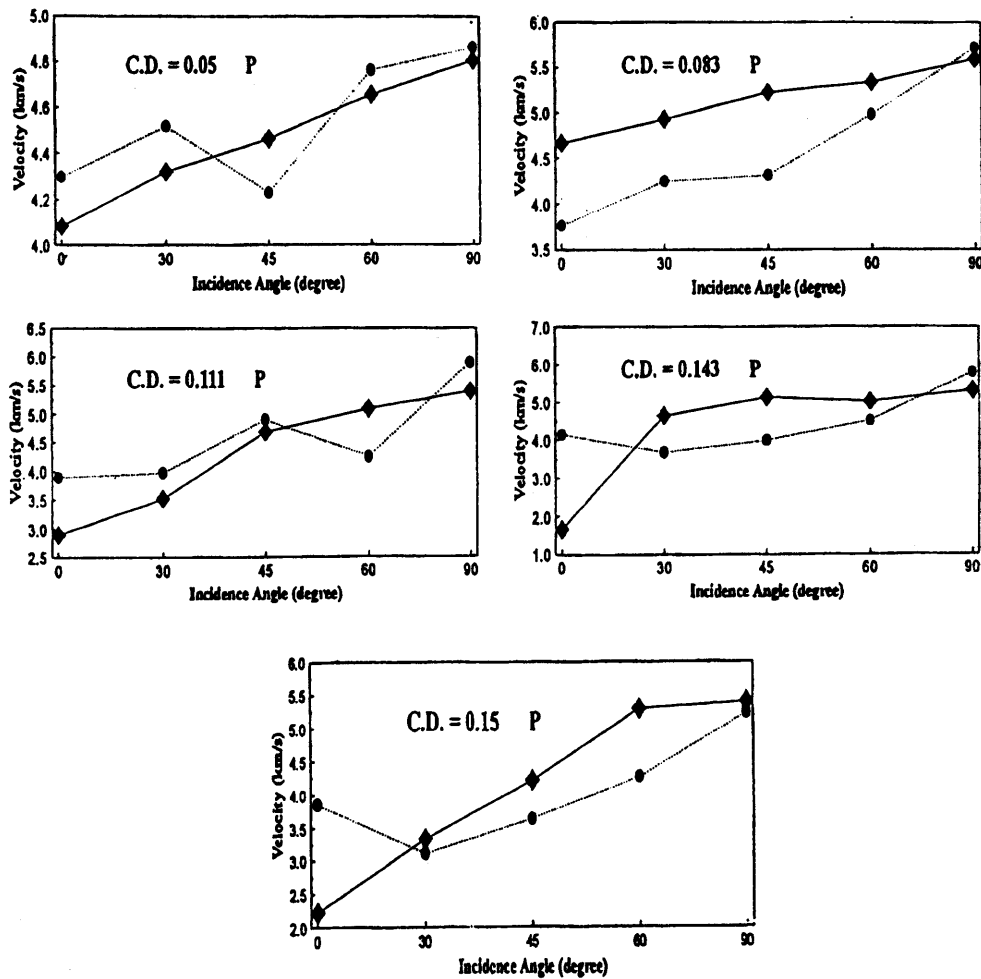 C.D. = 0.05 P
Velocity (km/s)
5.0
4.8
4.6
4.4
4.2
4.0
0 30 45 60 90
Incidence Angle (degree)
C.D. = 0.083 P
Velocity (km/s)
6.0
5.5
5.0
4.5
4.0
3.5
0 30 45 60 90
Incidence Angle (degree)
C.D. = 0.111 P
Velocity (km/s)
6.5
6.0
5.5
5.0
4.5
4.0
3.5
3.0
2.5
0 30 45 60 90
Incidence Angle (degree)
C.D. = 0.143 P
Velocity (km/s)
7.0
6.0
5.0
4.0
3.0
2.0
1.0
0 30 45 60 90
Incidence Angle (degree)
C.D. = 0.15 P
Velocity (km/s)
6.0
5.5
5.0
4.5
4.0
3.5
3.0
2.5
2.0
0 30 45 60 90
Incidence Angle (degree)